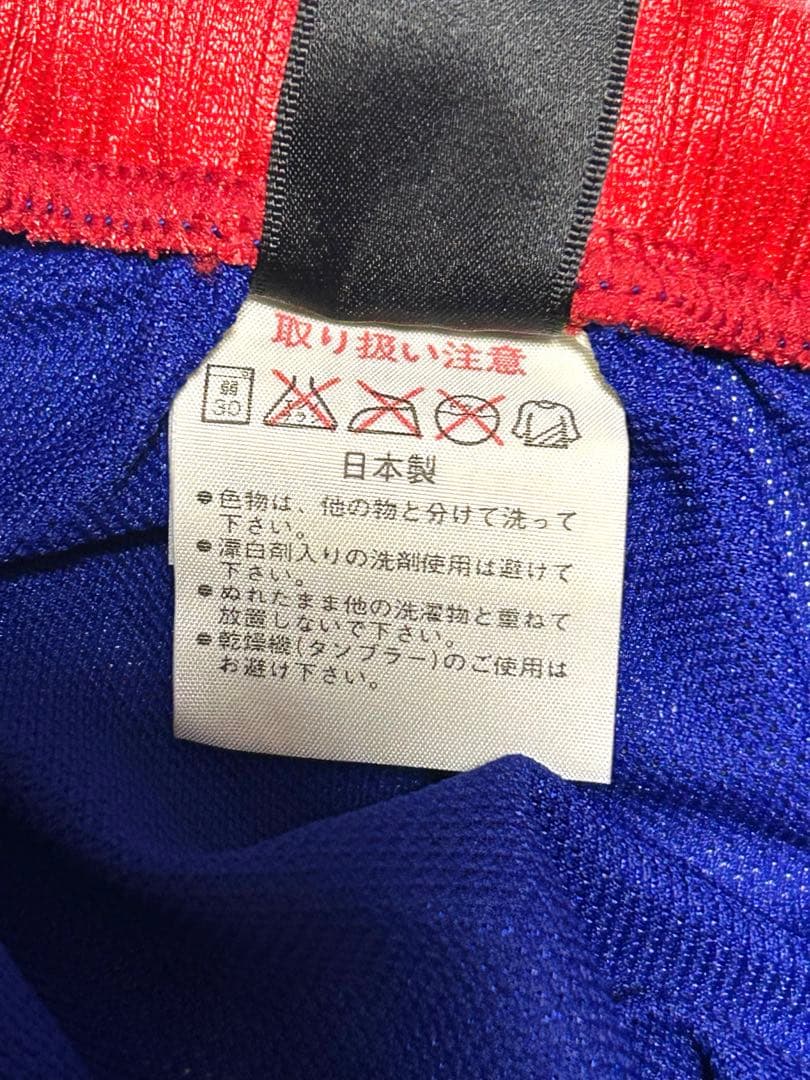 取り扱い注意
弱
30
日本製
●色物は、他の物と分けて洗って
下さい。
●漂白剤入りの洗剤使用は避けて
下さい。
●ぬれたまま他の洗濯物と重ねて
放置しないで下さい。
●乾燥機(タンブラー)のご使用は
お避け下さい。